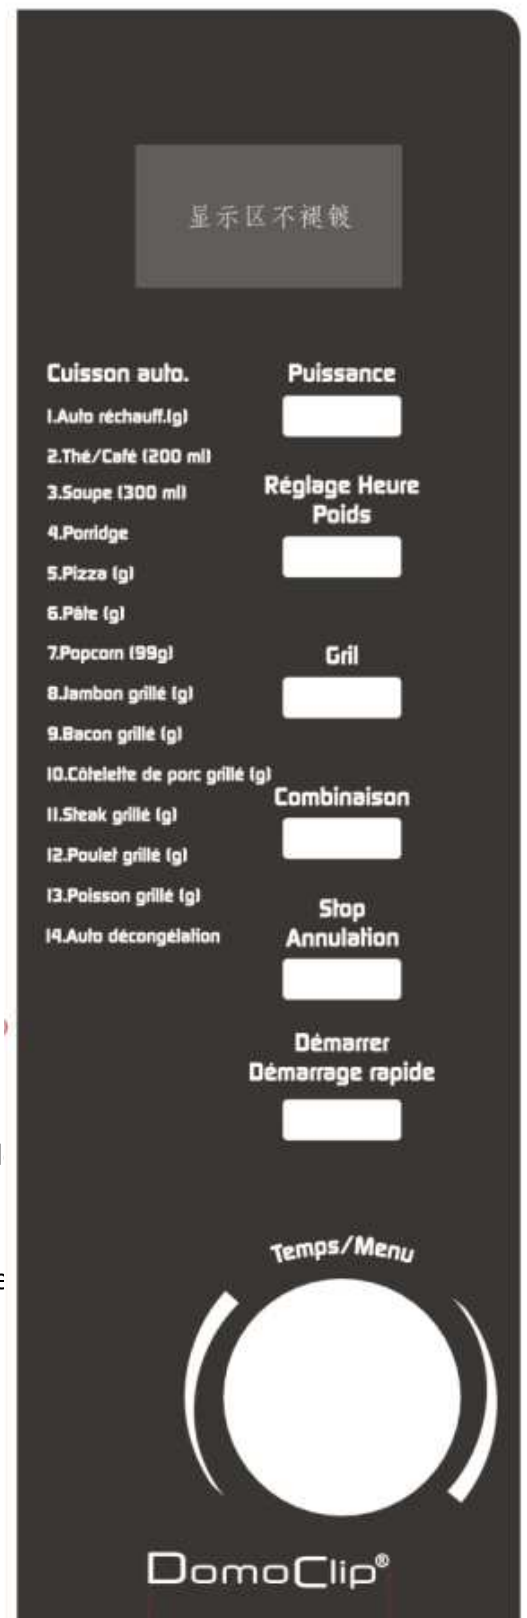 显示区不褪镀
Cuisson auto.
1.Auto réchauff.(g)
2.Thé/Café (200 ml)
3.Soupe (300 ml)
4.Porridge
5.Pizza (g)
6.Pâte (g)
7.Popcorn (99g)
8.Jambon grillé (g)
9.Bacon grillé (g)
10.Côtelette de porc grillé (g)
11.Steak grillé (g)
12.Poulet grillé (g)
13.Poisson grillé (g)
14.Auto décongélation
Puissance
Réglage Heure
Poids
Gril
Combinaison
Stop
Annulation
Démarrer
Démarrage rapide
Temps/Menu
DomoClip®